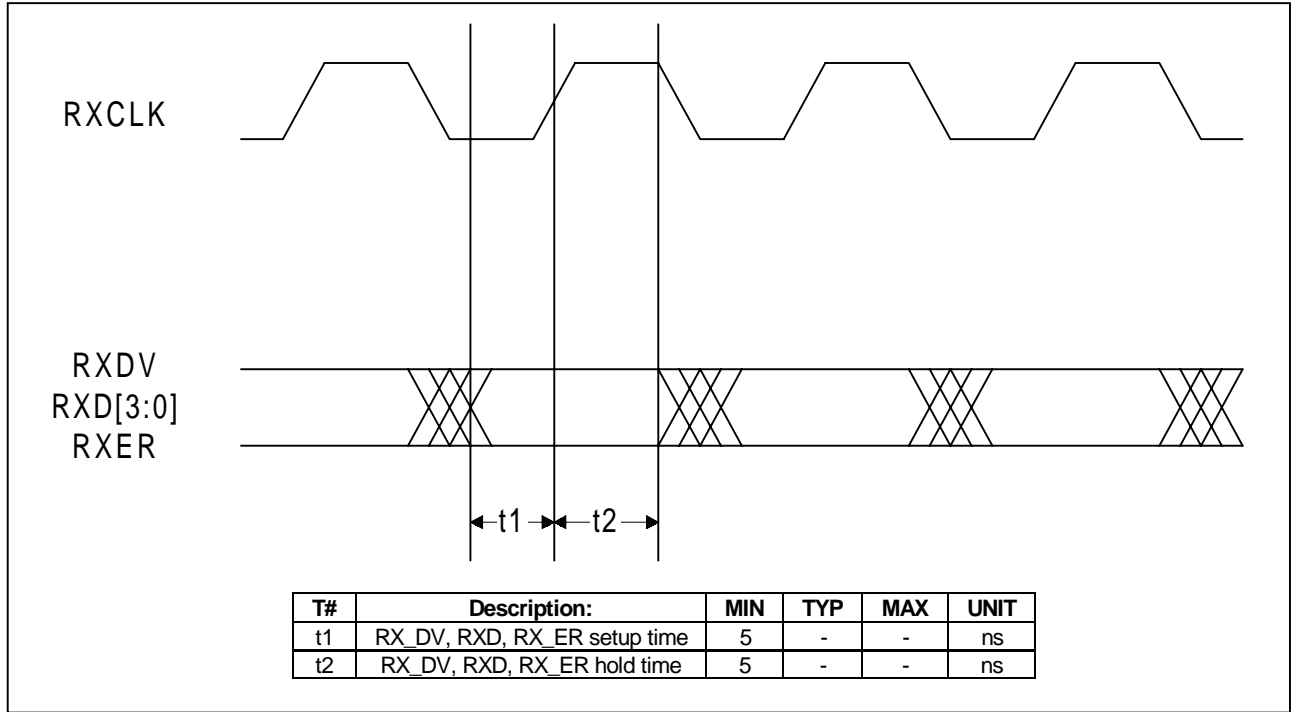 RXCLK
RXDV
RXD[3:0]
RXER
t1 t2
T# Description: MIN TYP MAX UNIT
t1 RX_DV, RXD, RX_ER setup time 5 - - ns
t2 RX_DV, RXD, RX_ER hold time 5 - - ns